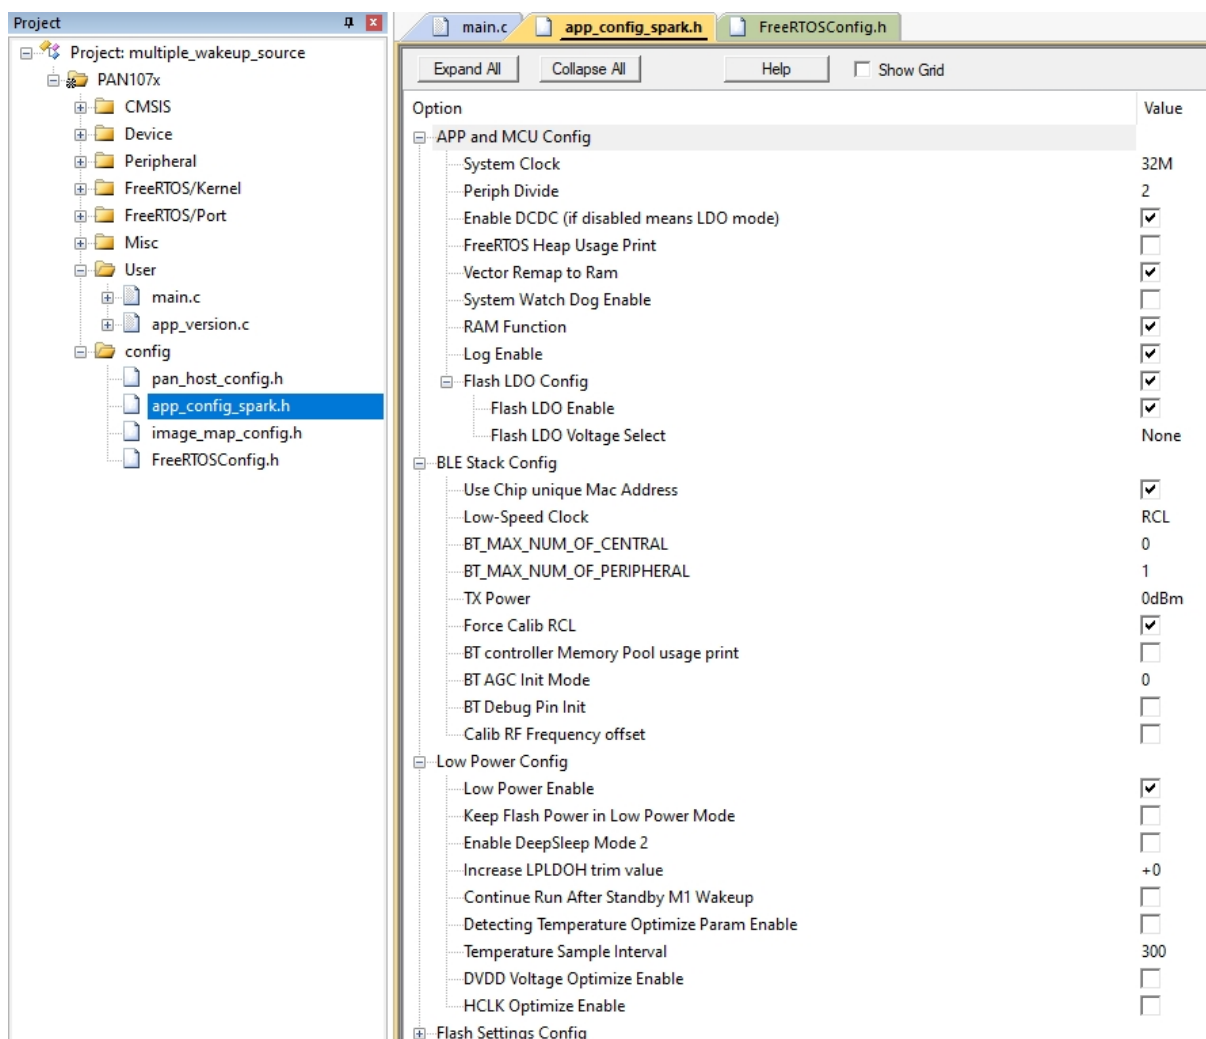 Project
Project: multiple_wakeup_source
PAN107x
CMSIS
Device
Peripheral
FreeRTOS/Kernel
FreeRTOS/Port
Misc
User
main.c
app_version.c
config
pan_host_config.h
app_config_spark.h
image_map_config.h
FreeRTOSConfig.h
main.c app_config_spark.h FreeRTOSConfig.h
Expand All Collapse All Help Show Grid
Option Value
APP and MCU Config
System Clock 32M
Periph Divide 2
Enable DCDC (if disabled means LDO mode)
FreeRTOS Heap Usage Print
Vector Remap to Ram
System Watch Dog Enable
RAM Function
Log Enable
Flash LDO Config
Flash LDO Enable
Flash LDO Voltage Select None
BLE Stack Config
Use Chip unique Mac Address
Low-Speed Clock RCL
BT_MAX_NUM_OF_CENTRAL 0
BT_MAX_NUM_OF_PERIPHERAL 1
TX Power 0dBm
Force Calib RCL
BT controller Memory Pool usage print
BT AGC Init Mode 0
BT Debug Pin Init
Calib RF Frequency offset
Low Power Config
Low Power Enable
Keep Flash Power in Low Power Mode
Enable DeepSleep Mode 2
Increase LPLDOH trim value +0
Continue Run After Standby M1 Wakeup
Detecting Temperature Optimize Param Enable
Temperature Sample Interval 300
DVDD Voltage Optimize Enable
HCLK Optimize Enable
Flash Settings Config